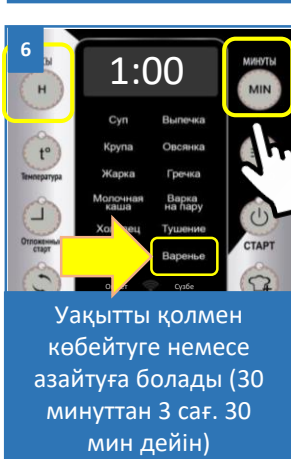 6
МИНУТЫ
1:00
H
MIN
Суп Выпечка
Крупа Овсянка
t°
Температура
Жарка Гречка
Молочная каша Варка на пару
Тушение
Отложенный старт
СТАРТ
Варенье
Сузбе
Уақытты қолмен
көбейтуге немесе
азайтуға болады (30
минуттан 3 сағ. 30
мин дейін)